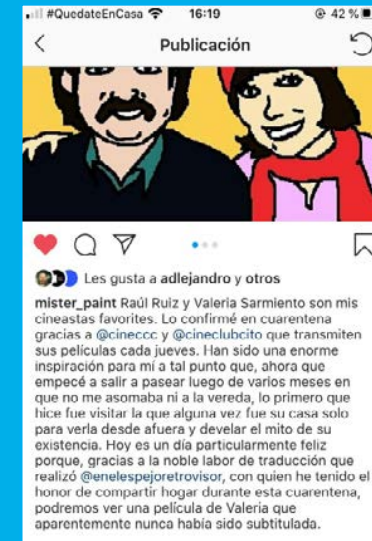 #QuedateEnCasa 16:19 42 %
Publicación
Les gusta a adlejandro y otros
mister_paint Raúl Ruiz y Valeria Sarmiento son mis
cineastas favorites. Lo confirmé en cuarentena
gracias a @cineccc y @cineclubcito que transmiten
sus películas cada jueves. Han sido una enorme
inspiración para mí a tal punto que, ahora que
empecé a salir a pasear luego de varios meses en
que no me asomaba ni a la vereda, lo primero que
hice fue visitar la que alguna vez fue su casa solo
para verla desde afuera y develar el mito de su
existencia. Hoy es un día particularmente feliz
porque, gracias a la noble labor de traducción que
realizó @enelespejoretrovisor, con quien he tenido el
honor de compartir hogar durante esta cuarentena,
podremos ver una película de Valeria que
aparentemente nunca había sido subtitulada.